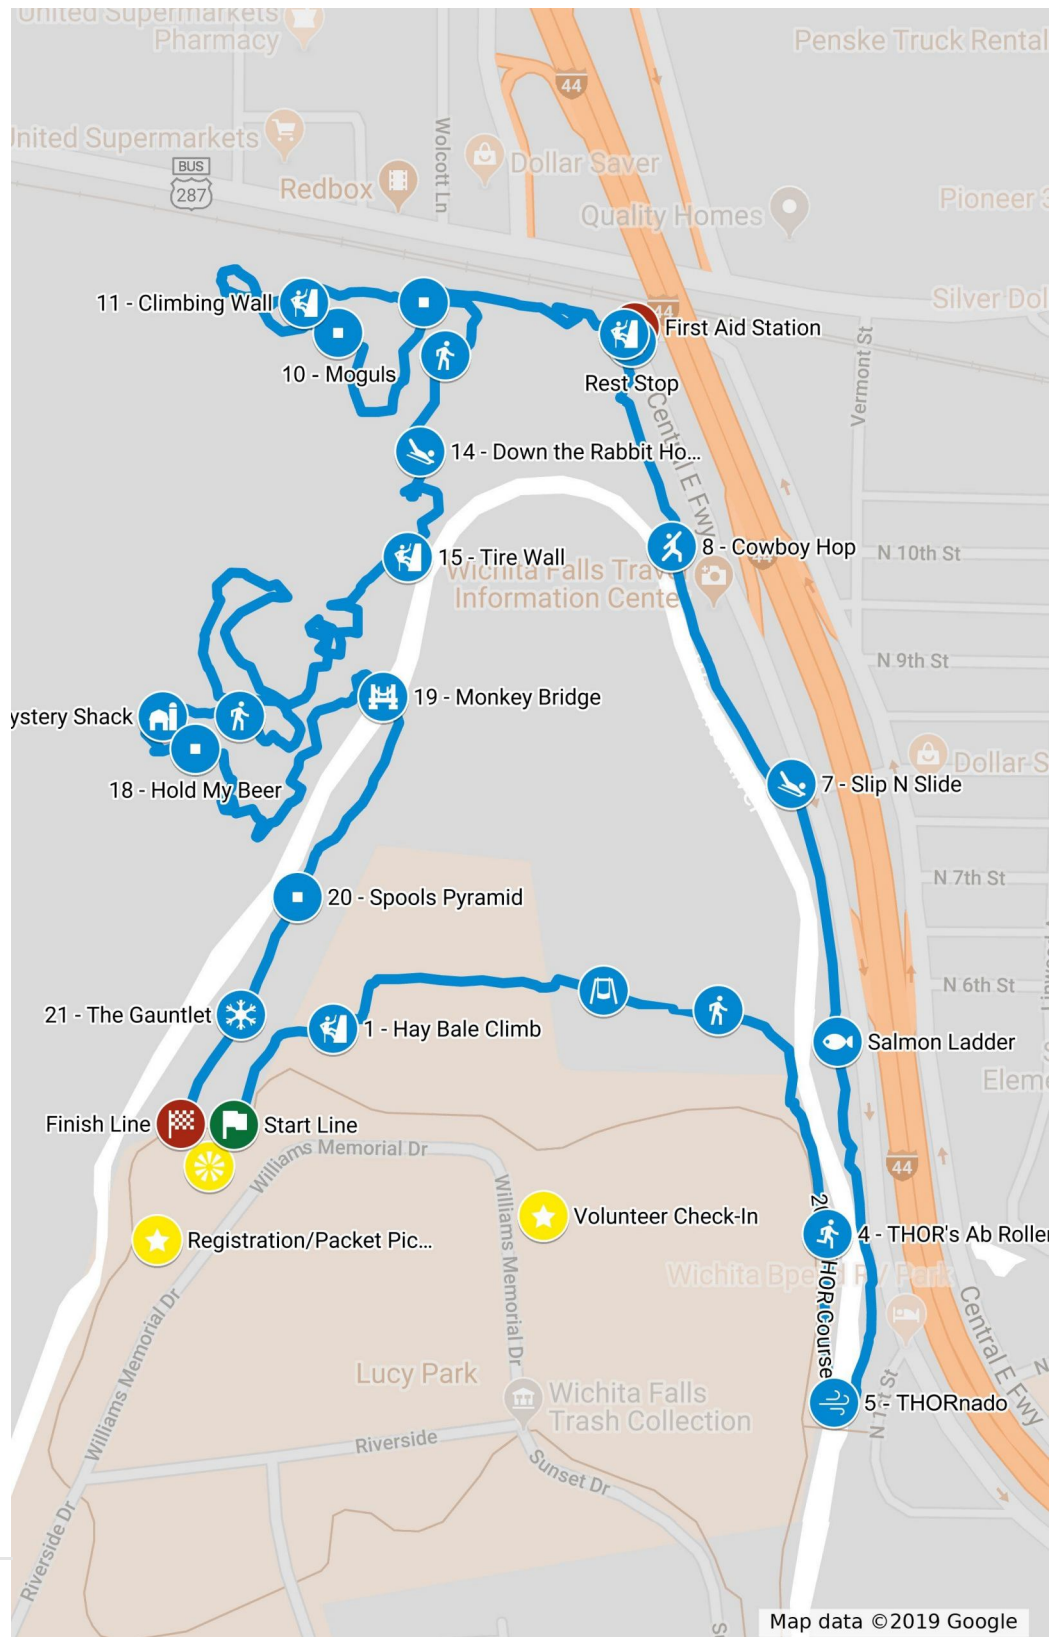 United Supermarkets
Pharmacy
Penske Truck Rental
44
United Supermarkets
Wolcott Ln
Dollar Saver
BUS
287
Redbox
Quality Homes
Pioneer 3
11 - Climbing Wall
Silver Dol
44
First Aid Station
10 - Moguls
Rest Stop
Vermont St
Central E Fwy
14 - Down the Rabbit Ho...
15 - Tire Wall
8 - Cowboy Hop
N 10th St
44
Wichita Falls Trav
Information Cente
N 9th St
19 - Monkey Bridge
ystery Shack
Dollar S
18 - Hold My Beer
7 - Slip N Slide
N 7th St
20 - Spools Pyramid
N 6th St
21 - The Gauntlet
1 - Hay Bale Climb
Salmon Ladder
Eleme
Finish Line
Start Line
Williams Memorial Dr
44
Williams Memorial Dr
Volunteer Check-In
Registration/Packet Pic...
4 - THOR's Ab Roller
HOR Course
Wichita Bend RV Park
Central E Fwy
N
Williams Memorial Dr
Lucy Park
Wichita Falls
Trash Collection
5 - THORnado
N 1st St
Riverside
Sunset Dr
Riverside Dr
Map data ©2019 Google